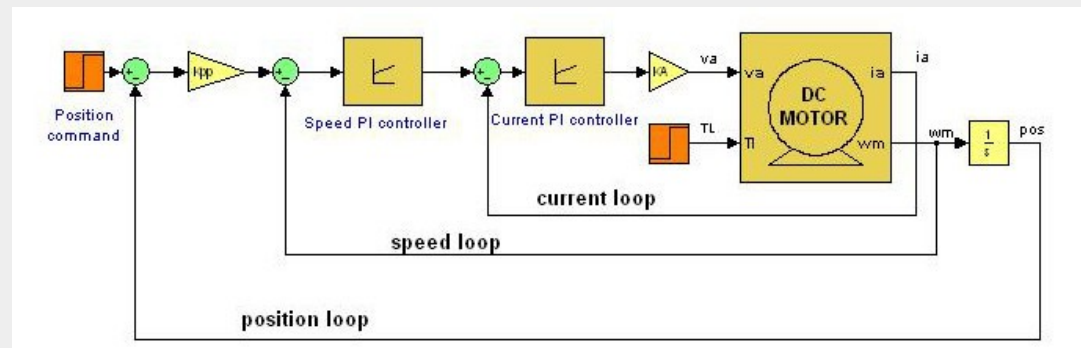 Position
command
+
-
Kpp
+
-
Speed PI controller
+
-
Current PI controller
KA
va
TL
va
Tl
DC
MOTOR
ia
wm
ia
wm
1
s
pos
current loop
speed loop
position loop